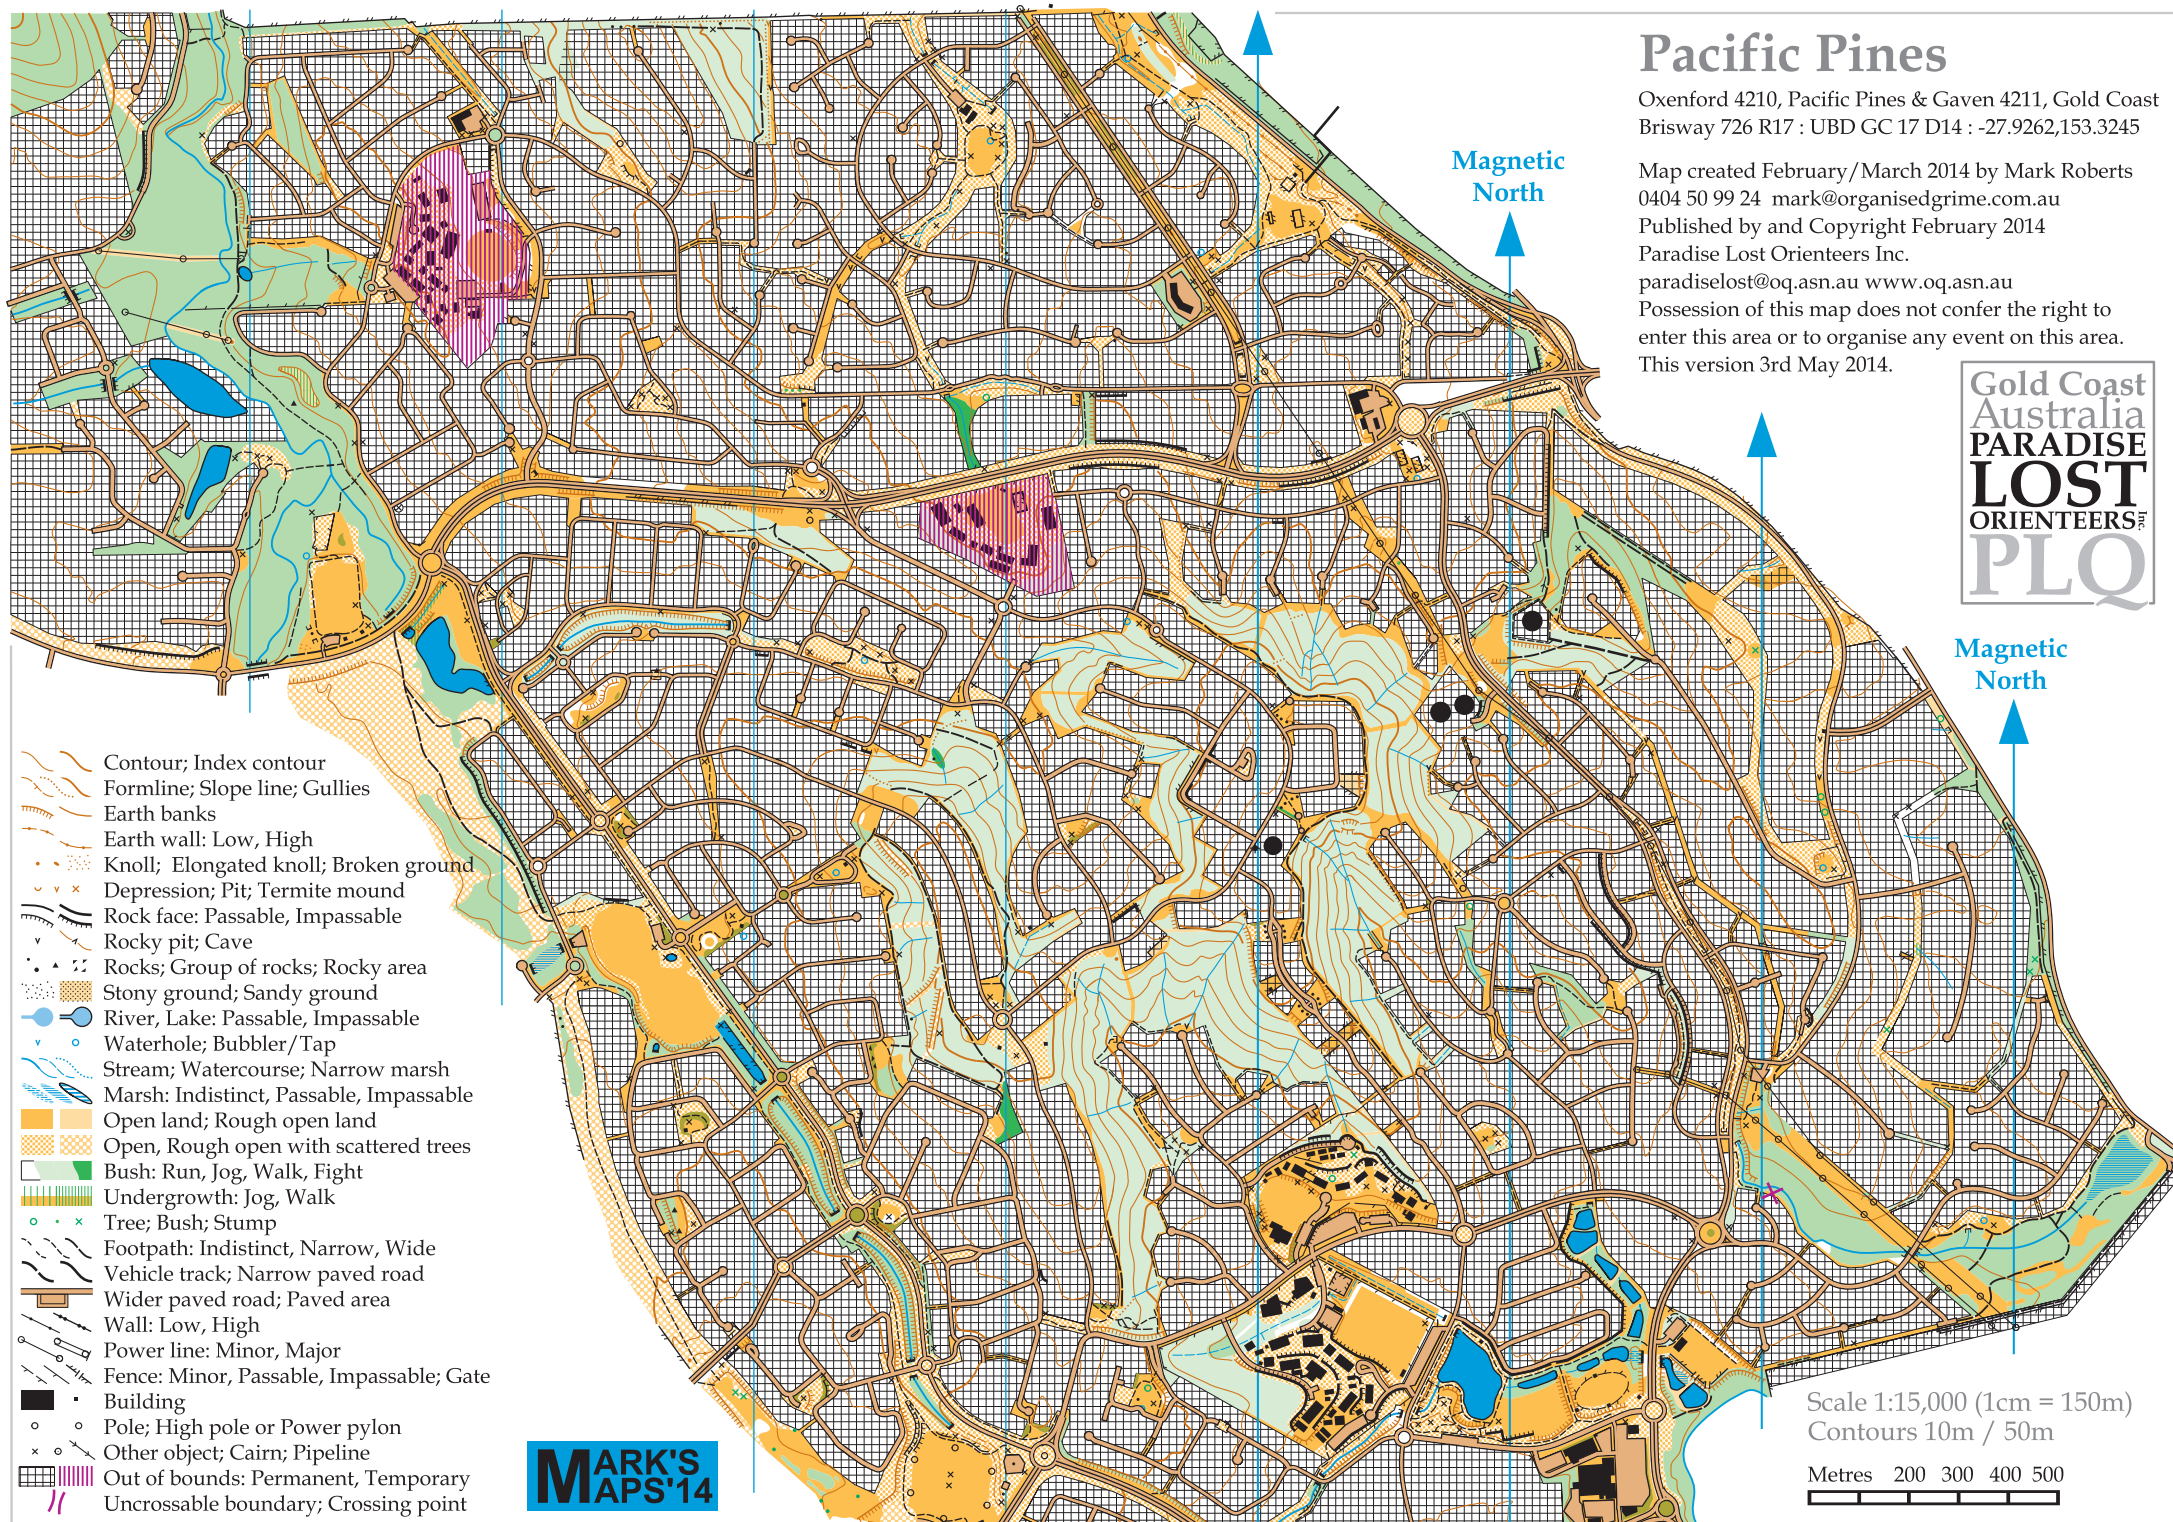 Pacific Pines
Oxenford 4210, Pacific Pines & Gaven 4211, Gold Coast
Brisway 726 R17 : UBD GC 17 D14 : -27.9262,153.3245
Map created February/March 2014 by Mark Roberts
0404 50 99 24 mark@organisedgrime.com.au
Published by and Copyright February 2014
Paradise Lost Orienteers Inc.
paradiselost@oq.asn.au www.oq.asn.au
Possession of this map does not confer the right to
enter this area or to organise any event on this area.
This version 3rd May 2014.
Magnetic
North
Gold Coast
Australia
PARADISE
LOST
ORIENTEERS Inc.
PLQ
Magnetic
North
Contour; Index contour
Formline; Slope line; Gullies
Earth banks
Earth wall: Low, High
Knoll; Elongated knoll; Broken ground
Depression; Pit; Termite mound
Rock face: Passable, Impassable
Rocky pit; Cave
Rocks; Group of rocks; Rocky area
Stony ground; Sandy ground
River, Lake: Passable, Impassable
Waterhole; Bubbler/Tap
Stream; Watercourse; Narrow marsh
Marsh: Indistinct, Passable, Impassable
Open land; Rough open land
Open, Rough open with scattered trees
Bush: Run, Jog, Walk, Fight
Undergrowth: Jog, Walk
Tree; Bush; Stump
Footpath: Indistinct, Narrow, Wide
Vehicle track; Narrow paved road
Wider paved road; Paved area
Wall: Low, High
Power line: Minor, Major
Fence: Minor, Passable, Impassable; Gate
Building
Pole; High pole or Power pylon
Other object; Cairn; Pipeline
Out of bounds: Permanent, Temporary
Uncrossable boundary; Crossing point
MARK'S
MAPS'14
Scale 1:15,000 (1cm = 150m)
Contours 10m / 50m
Metres 200 300 400 500